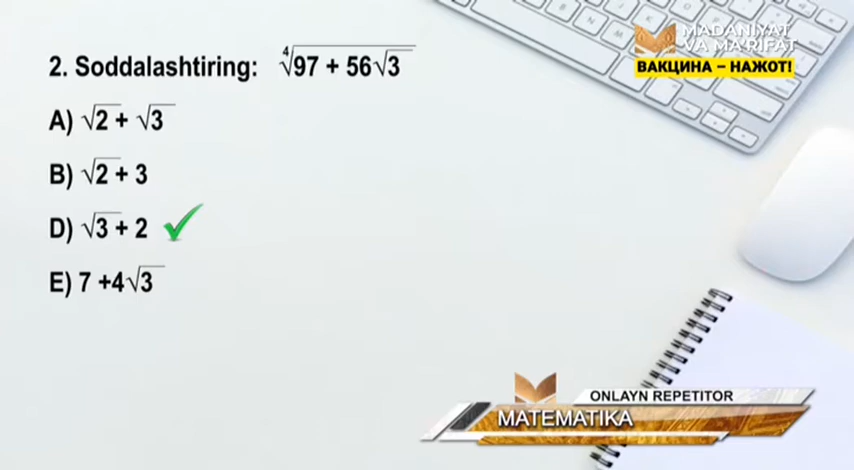 MADANIYAT
VA MA'RIFAT
ВАКЦИНА – НАЖОТ!
2. Soddalashtiring: ∜97 + 56√3
A) √2 + √3
B) √2 + 3
D) √3 + 2
E) 7 +4√3
ONLAYN REPETITOR
MATEMATIKA